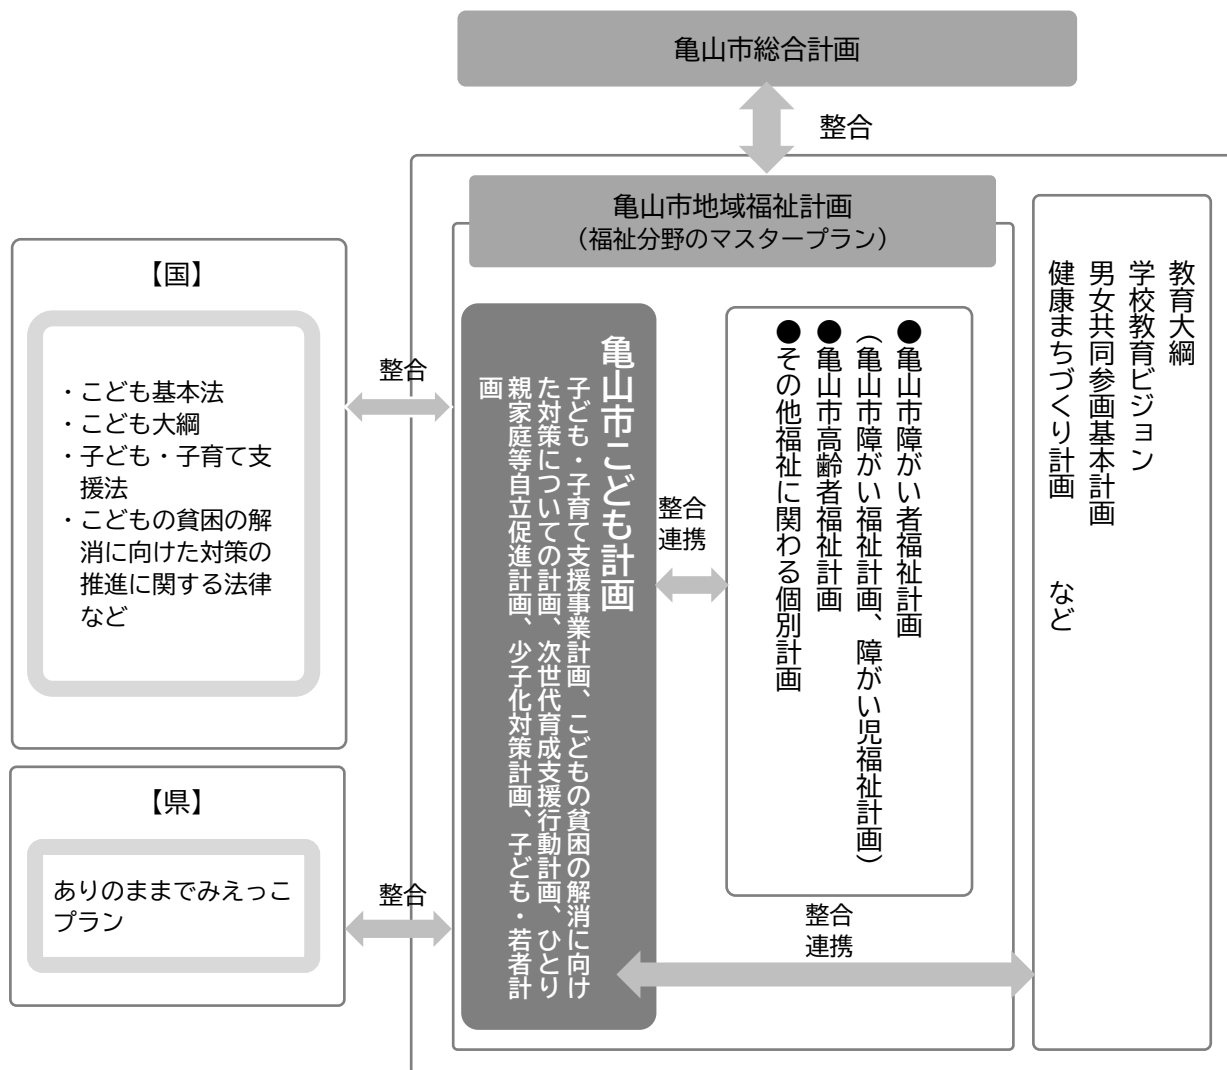 亀山市総合計画
整合
亀山市地域福祉計画
（福祉分野のマスタープラン）
【国】
・こども基本法
・こども大綱
・子ども・子育て支
援法
・こどもの貧困の解
消に向けた対策の
推進に関する法律
など
整合
【県】
ありのままでみえっこ
プラン
整合
亀山市こども計画
子ども・子育て支援事業計画、こどもの貧困の解消に向け
た対策についての計画、次世代育成支援行動計画、ひとり
親家庭等自立促進計画、少子化対策計画、子ども・若者計
画
整合
連携
●亀山市障がい者福祉計画
（亀山市障がい福祉計画、障がい児福祉計画）
●亀山市高齢者福祉計画
●その他福祉に関わる個別計画
整合
連携
教育大綱
学校教育ビジョン
男女共同参画基本計画
健康まちづくり計画　など